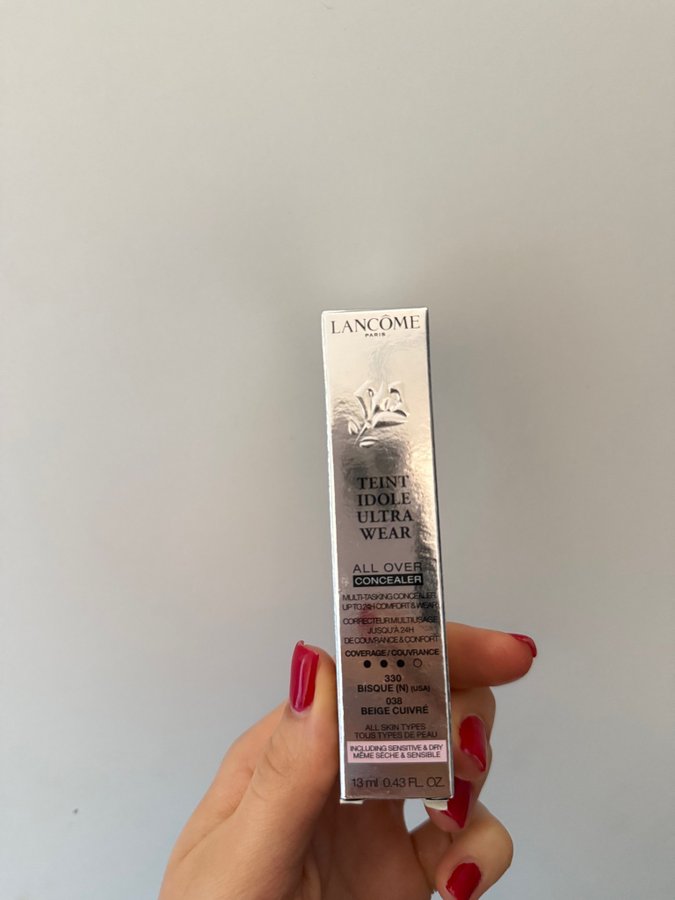 LANCÔME
PARIS
TEINT
IDOLE
ULTRA
WEAR
ALL OVER
CONCEALER
MULTI-TASKING CONCEALER
UP TO 24H COMFORT & WEAR
CORRECTEUR MULTI-USAGE
JUSQU'À 24H
DE COUVRANCE & CONFORT
COVERAGE / COUVRANCE
330
BISQUE (N) (USA)
038
BEIGE CUIVRÉ
ALL SKIN TYPES
TOUS TYPES DE PEAU
INCLUDING SENSITIVE & DRY
MÊME SÈCHE & SENSIBLE
13 ml 0.43 FL. OZ.